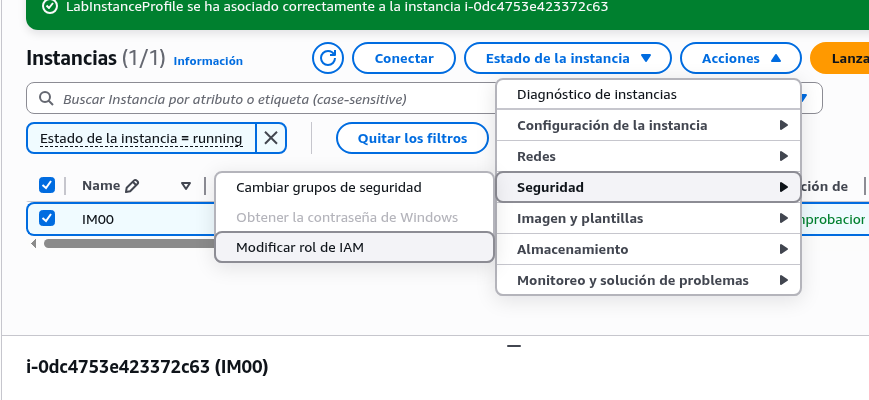 LabInstanceProfile se ha asociado correctamente a la instancia i-0dc4753e423372c63
Instancias (1/1) Información
Conectar
Estado de la instancia
Acciones
Lanza
Buscar Instancia por atributo o etiqueta (case-sensitive)
Estado de la instancia = running
Quitar los filtros
Diagnóstico de instancias
Configuración de la instancia
Redes
Seguridad
Imagen y plantillas
Almacenamiento
Monitoreo y solución de problemas
Cambiar grupos de seguridad
Obtener la contraseña de Windows
Modificar rol de IAM
Name
ción de
IM00
i-0dc4753e423372c63 (IM00)